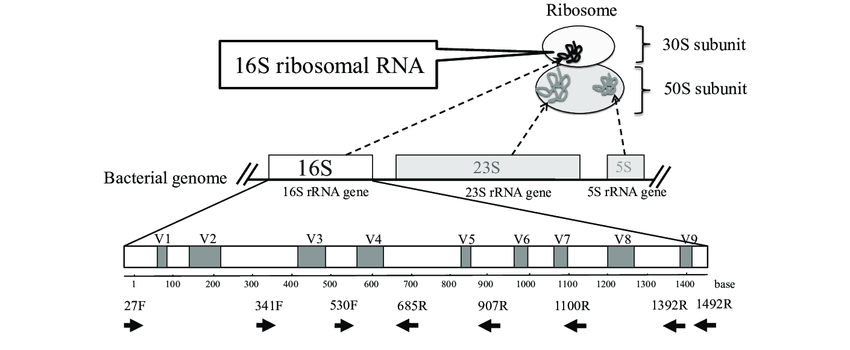 Ribosome
30S subunit
16S ribosomal RNA
50S subunit
16S
23S
5S
Bacterial genome
16S rRNA gene
23S rRNA gene
5S rRNA gene
V1 V2 V3 V4 V5 V6 V7 V8 V9
1 100 200 300 400 500 600 700 800 900 1000 1100 1200 1300 1400 base
27F 341F 530F 685R 907R 1100R 1392R 1492R